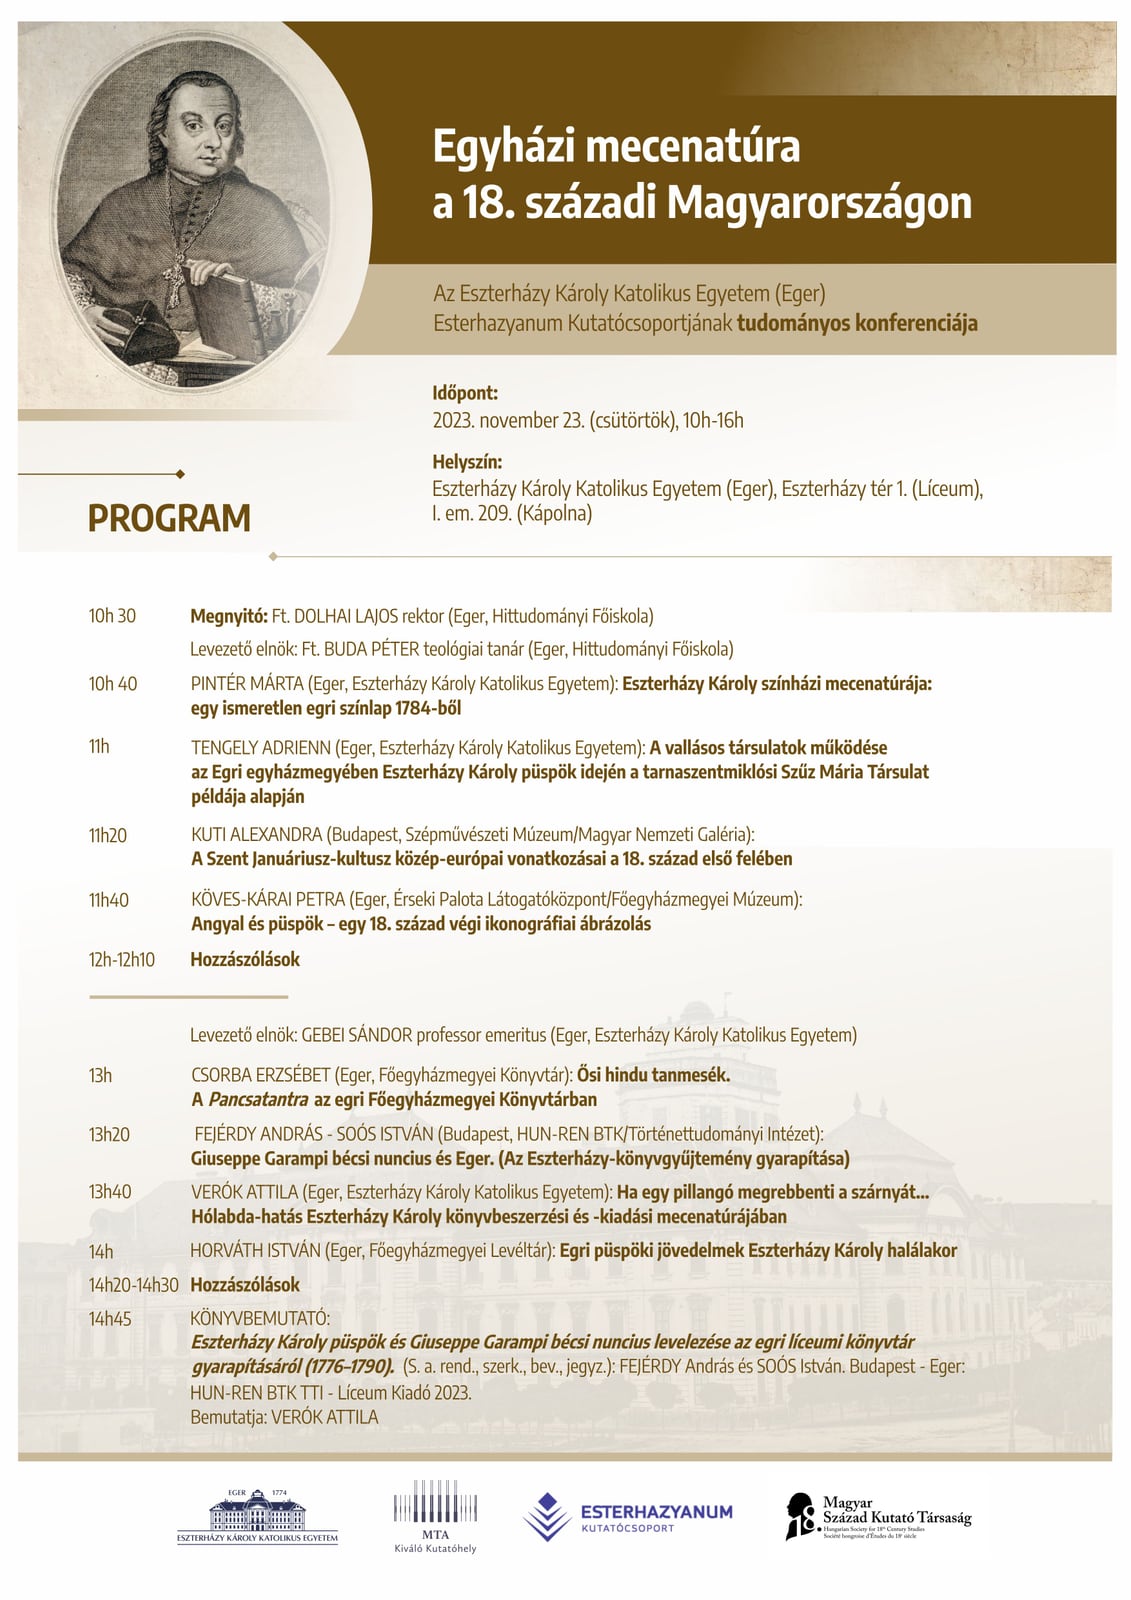 Egyházi mecenatúra
a 18. századi Magyarországon
Az Eszterházy Károly Katolikus Egyetem (Eger)
Esterhazyanum Kutatócsoportjának tudományos konferenciája
Időpont:
2023. november 23. (csütörtök), 10h-16h
Helyszín:
Eszterházy Károly Katolikus Egyetem (Eger), Eszterházy tér 1. (Líceum),
I. em. 209. (Kápolna)
PROGRAM
10h 30 Megnyitó: Ft. DOLHAI LAJOS rektor (Eger, Hittudományi Főiskola)
Levezető elnök: Ft. BUDA PÉTER teológiai tanár (Eger, Hittudományi Főiskola)
10h 40 PINTÉR MÁRTA (Eger, Eszterházy Károly Katolikus Egyetem): Eszterházy Károly színházi mecenatúrája:
egy ismeretlen egri színlap 1784-ből
11h TENGELY ADRIENN (Eger, Eszterházy Károly Katolikus Egyetem): A vallásos társulatok működése
az Egri egyházmegyében Eszterházy Károly püspök idején a tarnaszentmiklósi Szűz Mária Társulat
példája alapján
11h20 KUTI ALEXANDRA (Budapest, Szépművészeti Múzeum/Magyar Nemzeti Galéria):
A Szent Januáriusz-kultusz közép-európai vonatkozásai a 18. század első felében
11h40 KÖVES-KÁRAI PETRA (Eger, Érseki Palota Látogatóközpont/Főegyházmegyei Múzeum):
Angyal és püspök – egy 18. század végi ikonográfiai ábrázolás
12h-12h10 Hozzászólások
Levezető elnök: GEBEI SÁNDOR professor emeritus (Eger, Eszterházy Károly Katolikus Egyetem)
13h CSORBA ERZSÉBET (Eger, Főegyházmegyei Könyvtár): Ősi hindu tanmesék.
A Pancsatantra az egri Főegyházmegyei Könyvtárban
13h20 FEJÉRDY ANDRÁS - SOÓS ISTVÁN (Budapest, HUN-REN BTK/Történettudományi Intézet):
Giuseppe Garampi bécsi nuncius és Eger. (Az Eszterházy-könyvgyűjtemény gyarapítása)
13h40 VERÓK ATTILA (Eger, Eszterházy Károly Katolikus Egyetem): Ha egy pillangó megrebbenti a szárnyát...
Hólabda-hatás Eszterházy Károly könyvbeszerzési és -kiadási mecenatúrájában
14h HORVÁTH ISTVÁN (Eger, Főegyházmegyei Levéltár): Egri püspöki jövedelmek Eszterházy Károly halálakor
14h20-14h30 Hozzászólások
14h45 KÖNYVBEMUTATÓ:
Eszterházy Károly püspök és Giuseppe Garampi bécsi nuncius levelezése az egri líceumi könyvtár
gyarapításáról (1776–1790). (S. a. rend., szerk., bev., jegyz.): FEJÉRDY András és SOÓS István. Budapest - Eger:
HUN-REN BTK TTI - Líceum Kiadó 2023.
Bemutatja: VERÓK ATTILA
EGER 1774
ESZTERHÁZY KÁROLY KATOLIKUS EGYETEM
MTA
Kiváló Kutatóhely
ESTERHAZYANUM
KUTATÓCSOPORT
18.
Magyar
Század Kutató Társaság
Hungarian Society for 18th Century Studies
Société hongroise d'Études du 18e siècle